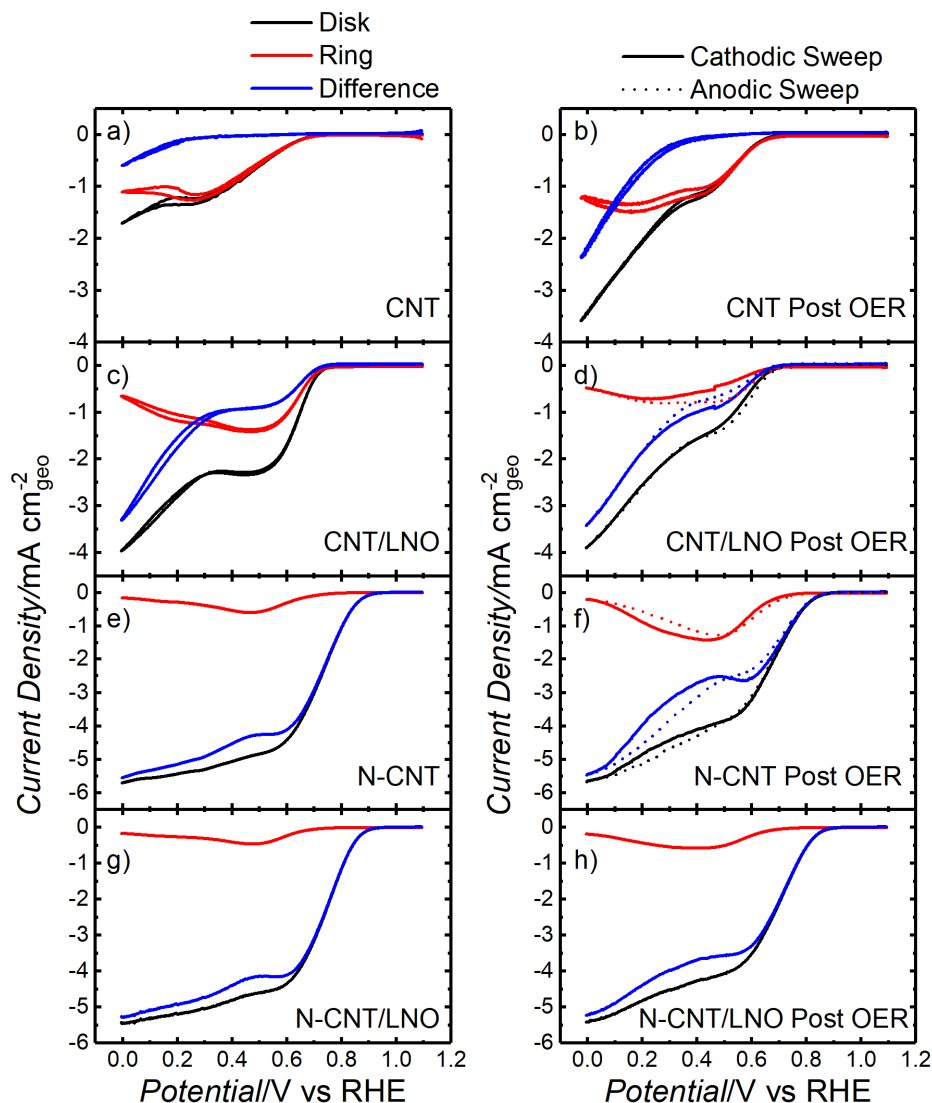 Disk
Ring
Difference
Cathodic Sweep
Anodic Sweep
a)
0
-1
-2
-3
-4
CNT
b)
0
-1
-2
-3
-4
CNT Post OER
c)
0
-1
-2
-3
-4
CNT/LNO
d)
0
-1
-2
-3
-4
CNT/LNO Post OER
e)
0
-1
-2
-3
-4
-5
-6
N-CNT
f)
0
-1
-2
-3
-4
-5
-6
N-CNT Post OER
g)
0
-1
-2
-3
-4
-5
-6
N-CNT/LNO
h)
0
-1
-2
-3
-4
-5
-6
N-CNT/LNO Post OER
Current Density/mA cm-2geo
Current Density/mA cm-2geo
0.0 0.2 0.4 0.6 0.8 1.0 1.2
0.0 0.2 0.4 0.6 0.8 1.0 1.2
Potential/V vs RHE
Potential/V vs RHE